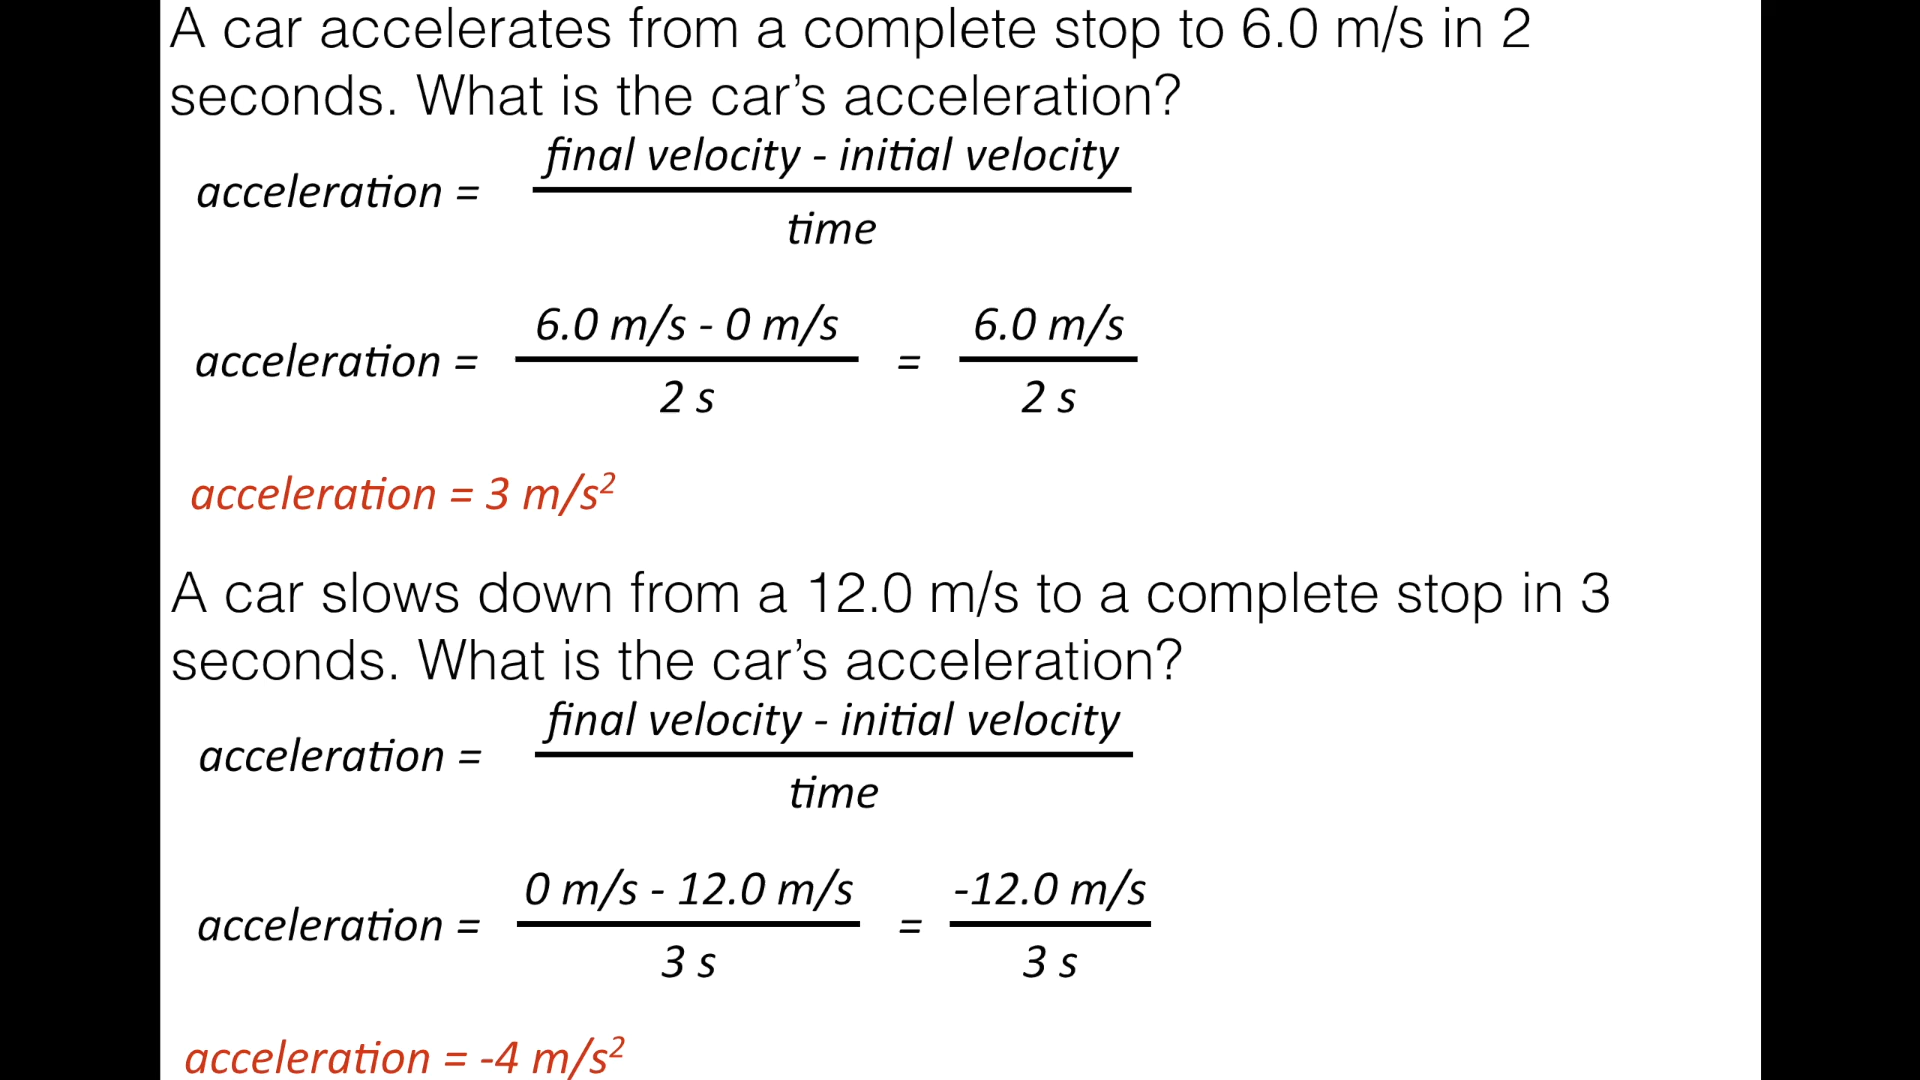 A car accelerates from a complete stop to 6.0 m/s in 2
seconds. What is the car’s acceleration?
final velocity - initial velocity
acceleration =
time
6.0 m/s - 0 m/s 6.0 m/s
acceleration = =
2 s 2 s
acceleration = 3 m/s²
A car slows down from a 12.0 m/s to a complete stop in 3
seconds. What is the car’s acceleration?
final velocity - initial velocity
acceleration =
time
0 m/s - 12.0 m/s -12.0 m/s
acceleration = =
3 s 3 s
acceleration = -4 m/s²